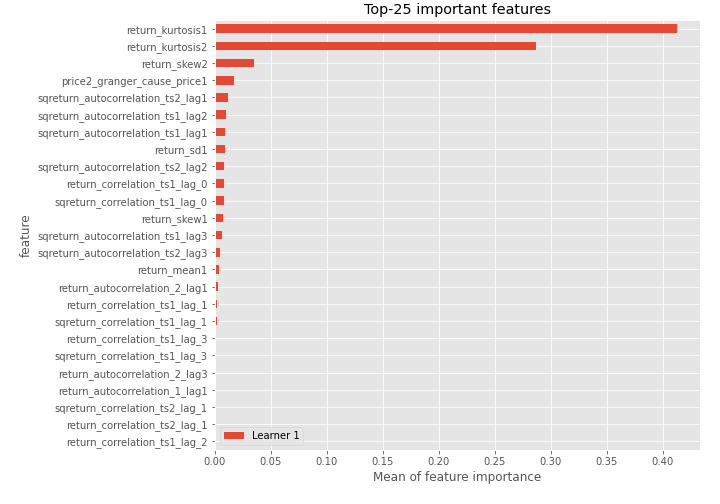 Top-25 important features
return_kurtosis1
return_kurtosis2
return_skew2
price2_granger_cause_price1
sqreturn_autocorrelation_ts2_lag1
sqreturn_autocorrelation_ts1_lag2
sqreturn_autocorrelation_ts1_lag1
return_sd1
sqreturn_autocorrelation_ts2_lag2
return_correlation_ts1_lag_0
sqreturn_correlation_ts1_lag_0
return_skew1
sqreturn_autocorrelation_ts1_lag3
sqreturn_autocorrelation_ts2_lag3
return_mean1
return_autocorrelation_2_lag1
return_correlation_ts1_lag_1
sqreturn_correlation_ts1_lag_1
return_correlation_ts1_lag_3
sqreturn_correlation_ts1_lag_3
return_autocorrelation_2_lag3
return_autocorrelation_1_lag1
sqreturn_correlation_ts2_lag_1
return_correlation_ts2_lag_1
return_correlation_ts1_lag_2
feature
Learner 1
0.00 0.05 0.10 0.15 0.20 0.25 0.30 0.35 0.40
Mean of feature importance